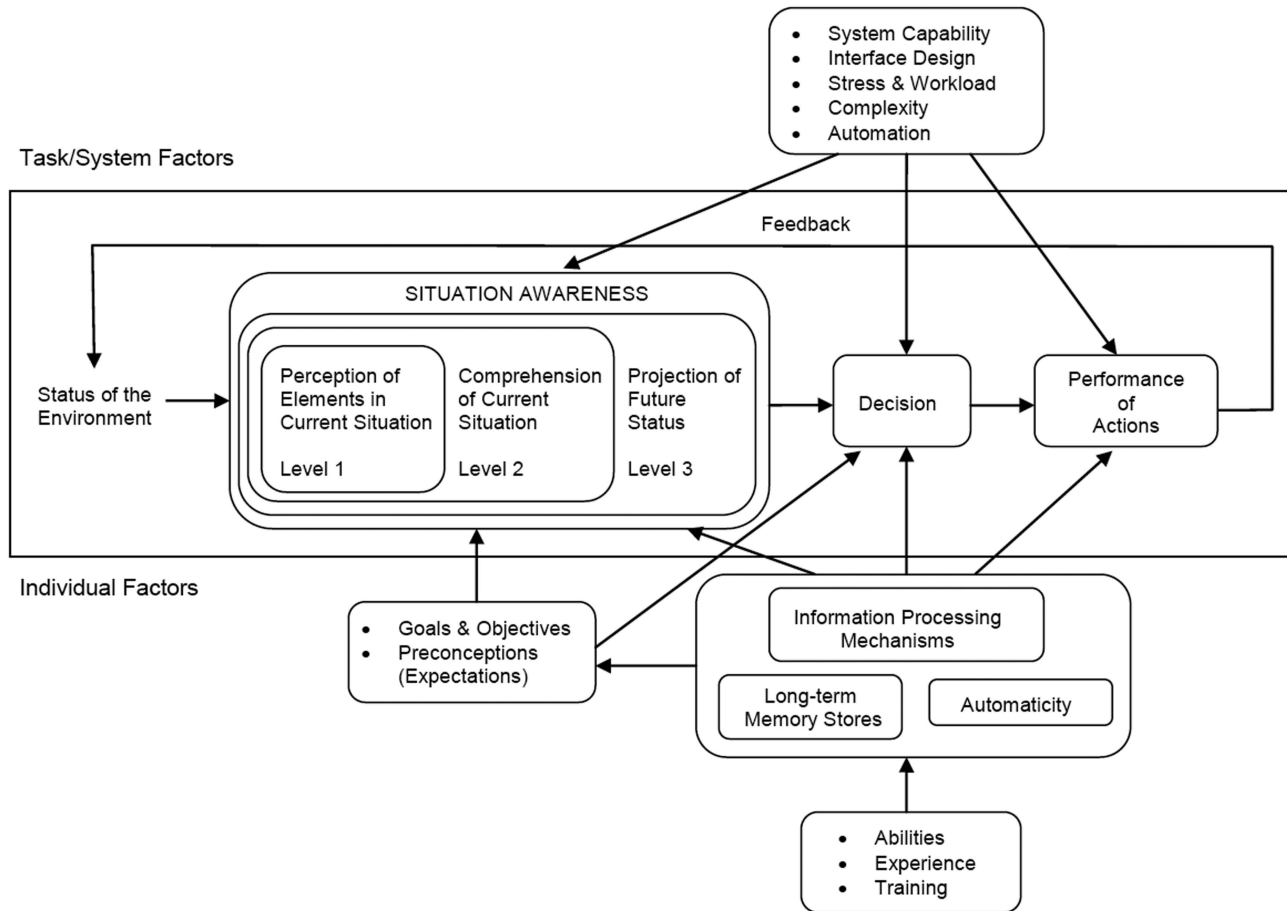 • System Capability
• Interface Design
• Stress & Workload
• Complexity
• Automation
Task/System Factors
Feedback
SITUATION AWARENESS
Perception of
Elements in
Current Situation
Level 1
Comprehension
of Current
Situation
Level 2
Projection of
Future
Status
Level 3
Status of the
Environment
Decision
Performance
of
Actions
Individual Factors
• Goals & Objectives
• Preconceptions
(Expectations)
Information Processing
Mechanisms
Long-term
Memory Stores
Automaticity
• Abilities
• Experience
• Training